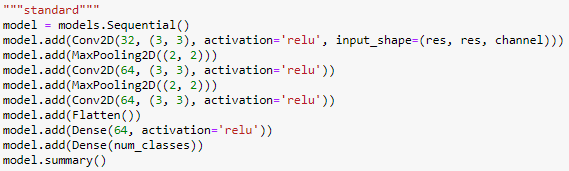 """standard"""
model = models.Sequential()
model.add(Conv2D(32, (3, 3), activation='relu', input_shape=(res, res, channel)))
model.add(MaxPooling2D((2, 2)))
model.add(Conv2D(64, (3, 3), activation='relu'))
model.add(MaxPooling2D((2, 2)))
model.add(Conv2D(64, (3, 3), activation='relu'))
model.add(Flatten())
model.add(Dense(64, activation='relu'))
model.add(Dense(num_classes))
model.summary()